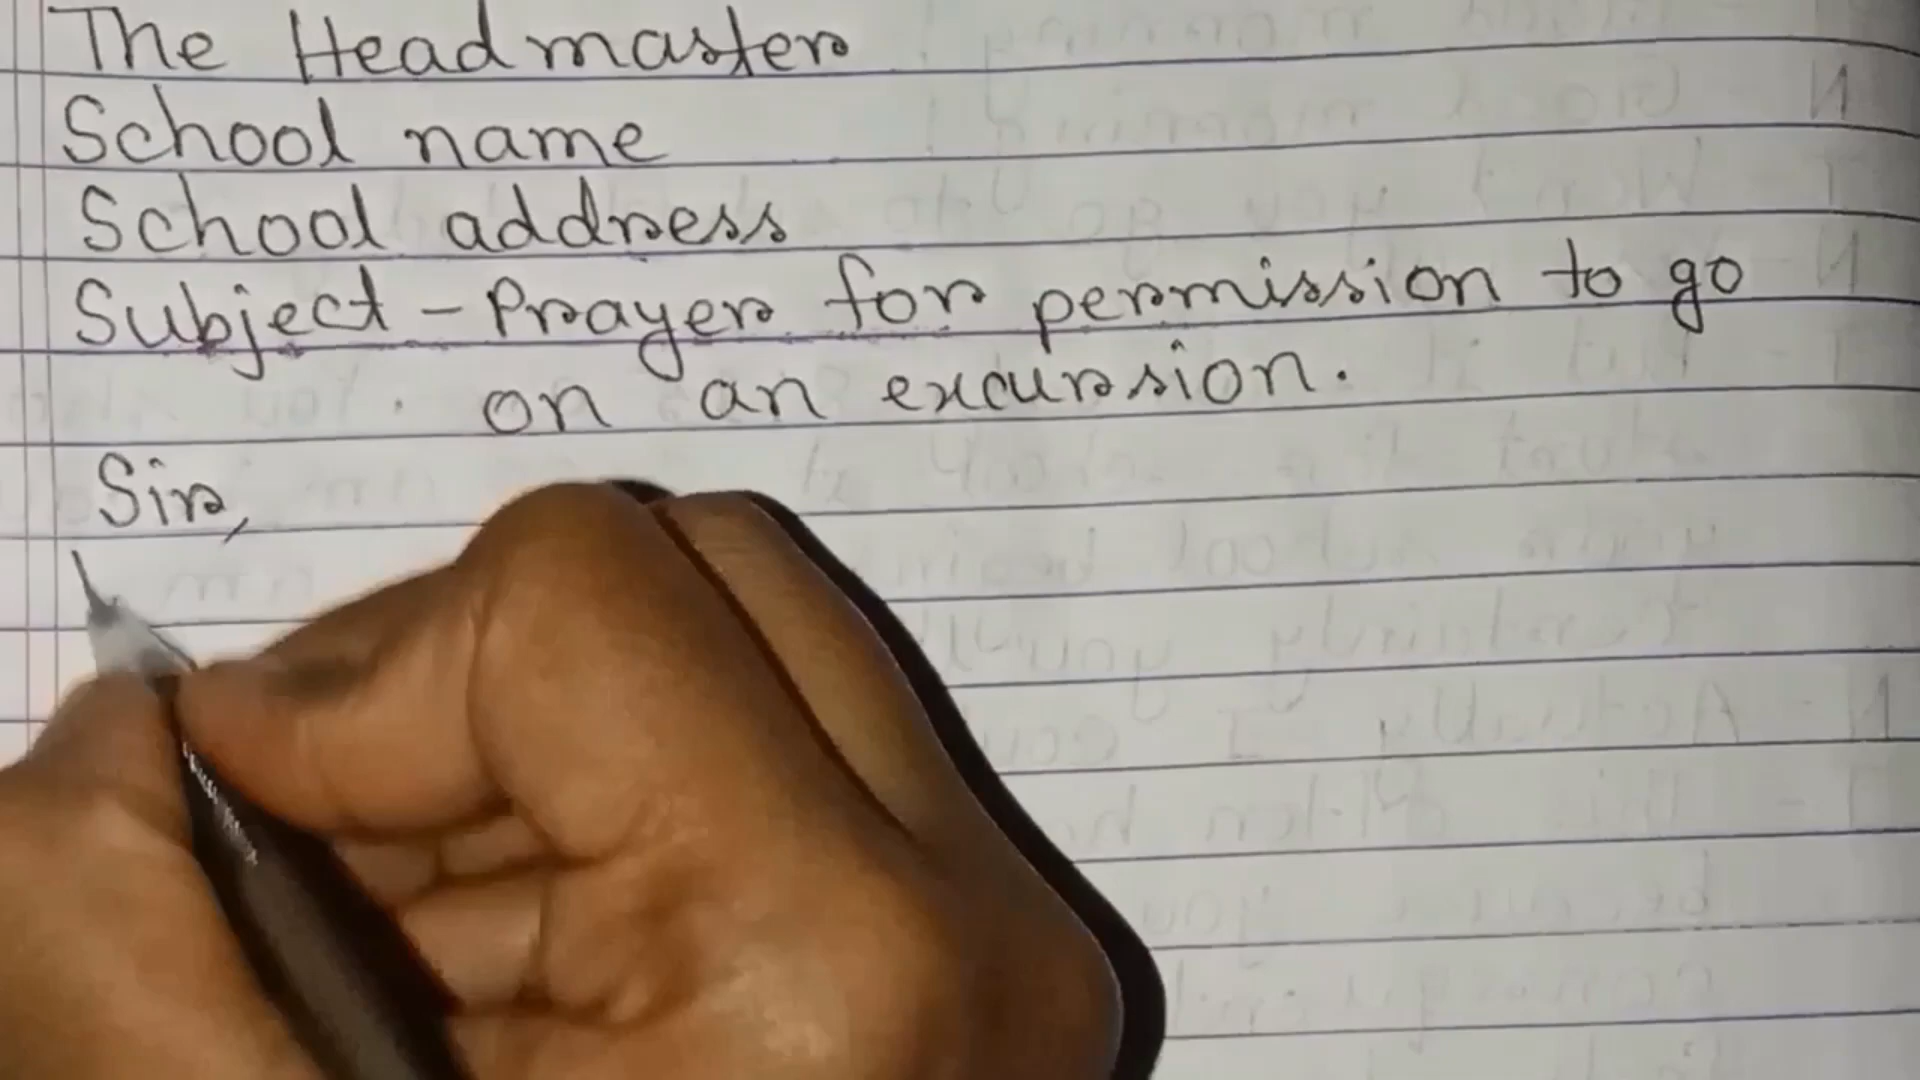 The Headmaster
School name
School address
Subject - Prayer for permission to go
on an excursion.
Sir,